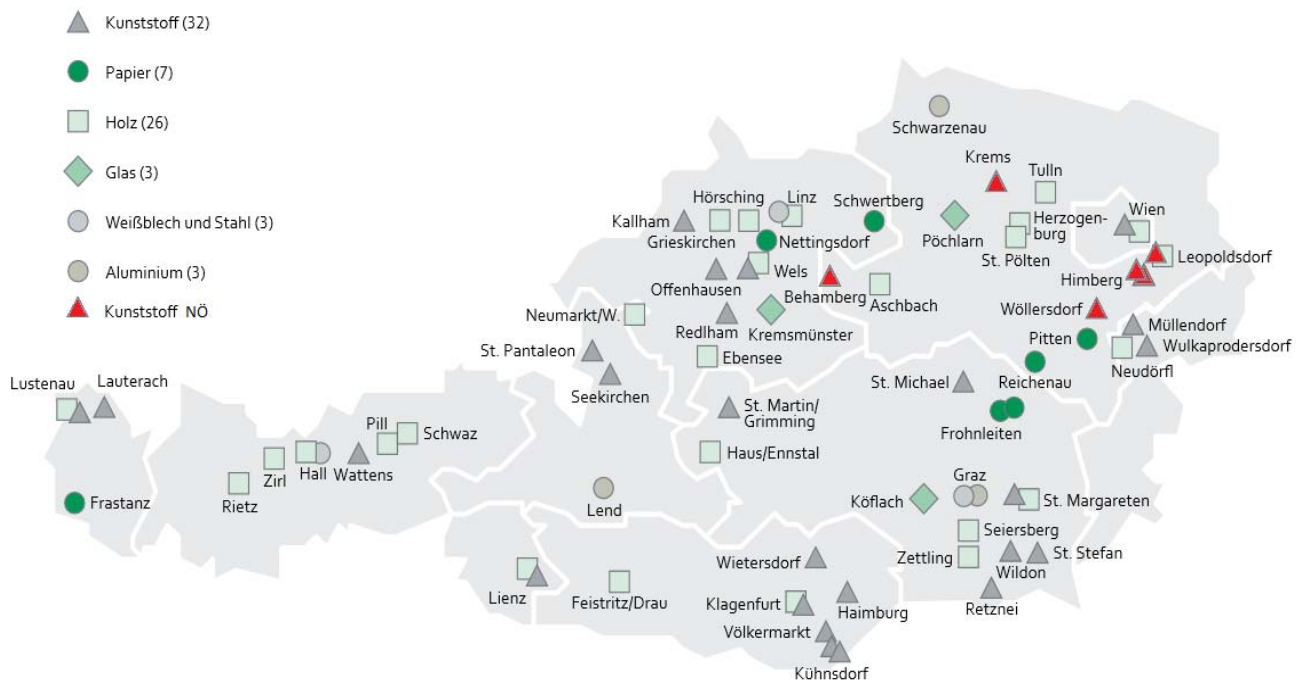 Kunststoff (32)
Papier (7)
Holz (26)
Glas (3)
Weißblech und Stahl (3)
Aluminium (3)
Kunststoff NÖ
Schwarzenau
Krems
Tulln
Hörsching
Linz
Schwertberg
Kallham
Grieskirchen
Nettingsdorf
Pöchlarn
Herzogen-
burg
St. Pölten
Wien
Leopoldsdorf
Himberg
Offenhausen
Wels
Behamberg
Aschbach
Wöllersdorf
Neumarkt/W.
Redlham
Kremsmünster
Müllendorf
Pitten
Wulkaprodersdorf
St. Pantaleon
Ebensee
Neudörfl
Seekirchen
St. Michael
Reichenau
Lustenau
Lauterach
St. Martin/
Grimming
Frohnleiten
Pill
Schwaz
Haus/Ennstal
Zirl
Hall
Wattens
Rietz
Frastanz
Lend
Köflach
Graz
St. Margareten
Seiersberg
Zettling
Wildon
St. Stefan
Retznei
Wietersdorf
Lienz
Feistritz/Drau
Klagenfurt
Haimburg
Völkermarkt
Kühnsdorf